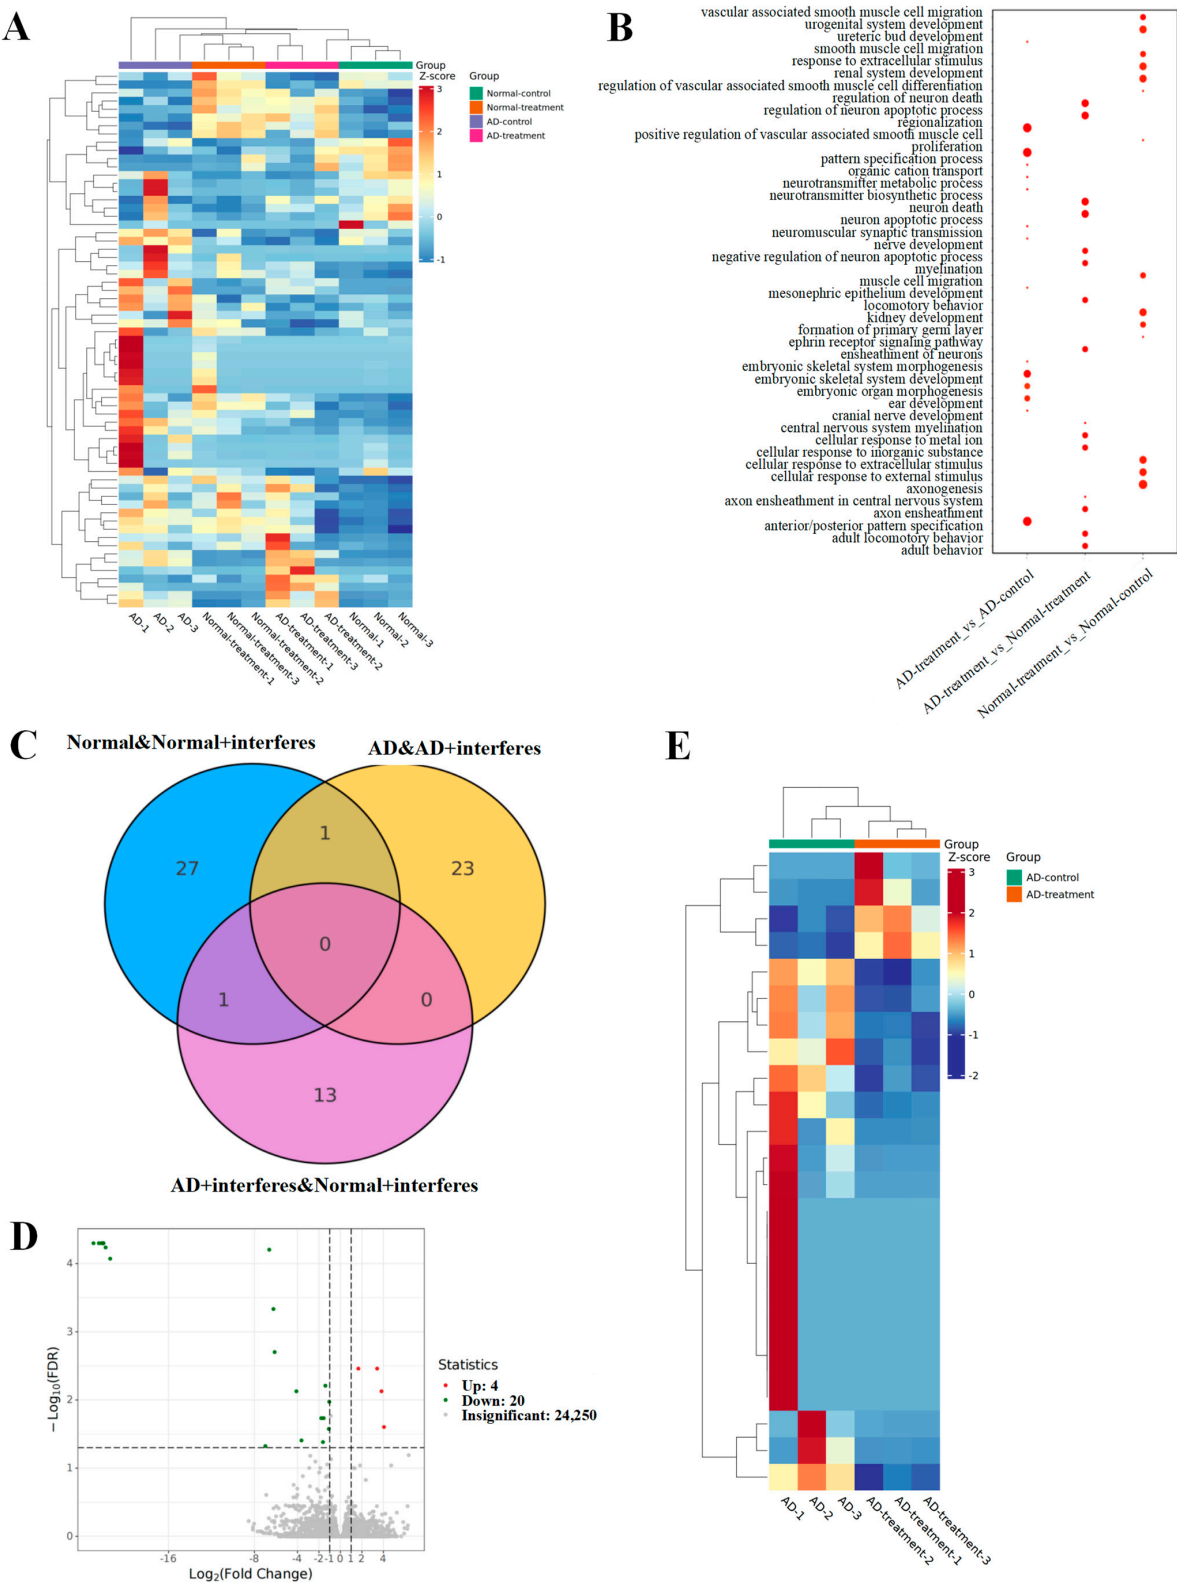 A
Group
Z-score
3
2
1
0
-1
Group
Normal-control
Normal-treatment
AD-control
AD-treatment
AD-1
AD-2
AD-3
Normal-treatment-1
Normal-treatment-3
Normal-treatment-2
AD-treatment-1
AD-treatment-3
AD-treatment-2
Normal-1
Normal-2
Normal-3
B
vascular associated smooth muscle cell migration
urogenital system development
ureteric bud development
smooth muscle cell migration
response to extracellular stimulus
renal system development
regulation of vascular associated smooth muscle cell differentiation
regulation of neuron death
regulation of neuron apoptotic process
regionalization
positive regulation of vascular associated smooth muscle cell
proliferation
pattern specification process
organic cation transport
neurotransmitter metabolic process
neurotransmitter biosynthetic process
neuron death
neuron apoptotic process
neuromuscular synaptic transmission
nerve development
negative regulation of neuron apoptotic process
myelination
muscle cell migration
mesonephric epithelium development
locomotory behavior
kidney development
formation of primary germ layer
ephrin receptor signaling pathway
ensheathment of neurons
embryonic skeletal system morphogenesis
embryonic skeletal system development
embryonic organ morphogenesis
ear development
cranial nerve development
central nervous system myelination
cellular response to metal ion
cellular response to inorganic substance
cellular response to extracellular stimulus
cellular response to external stimulus
axonogenesis
axon ensheathment in central nervous system
axon ensheathment
anterior/posterior pattern specification
adult locomotory behavior
adult behavior
AD-treatment_vs_AD-control
AD-treatment_vs_Normal-treatment
Normal-treatment_vs_Normal-control
C
Normal&Normal+interferes
AD&AD+interferes
27
1
23
0
1
0
13
AD+interferes&Normal+interferes
D
4
3
2
1
0
-16
-8
-4
-2
-1
0
1
2
4
−Log10(FDR)
Log2(Fold Change)
Statistics
Up: 4
Down: 20
Insignificant: 24,250
E
Group
Z-score
3
2
1
0
-1
-2
Group
AD-control
AD-treatment
AD-1
AD-2
AD-3
AD-treatment-2
AD-treatment-1
AD-treatment-3